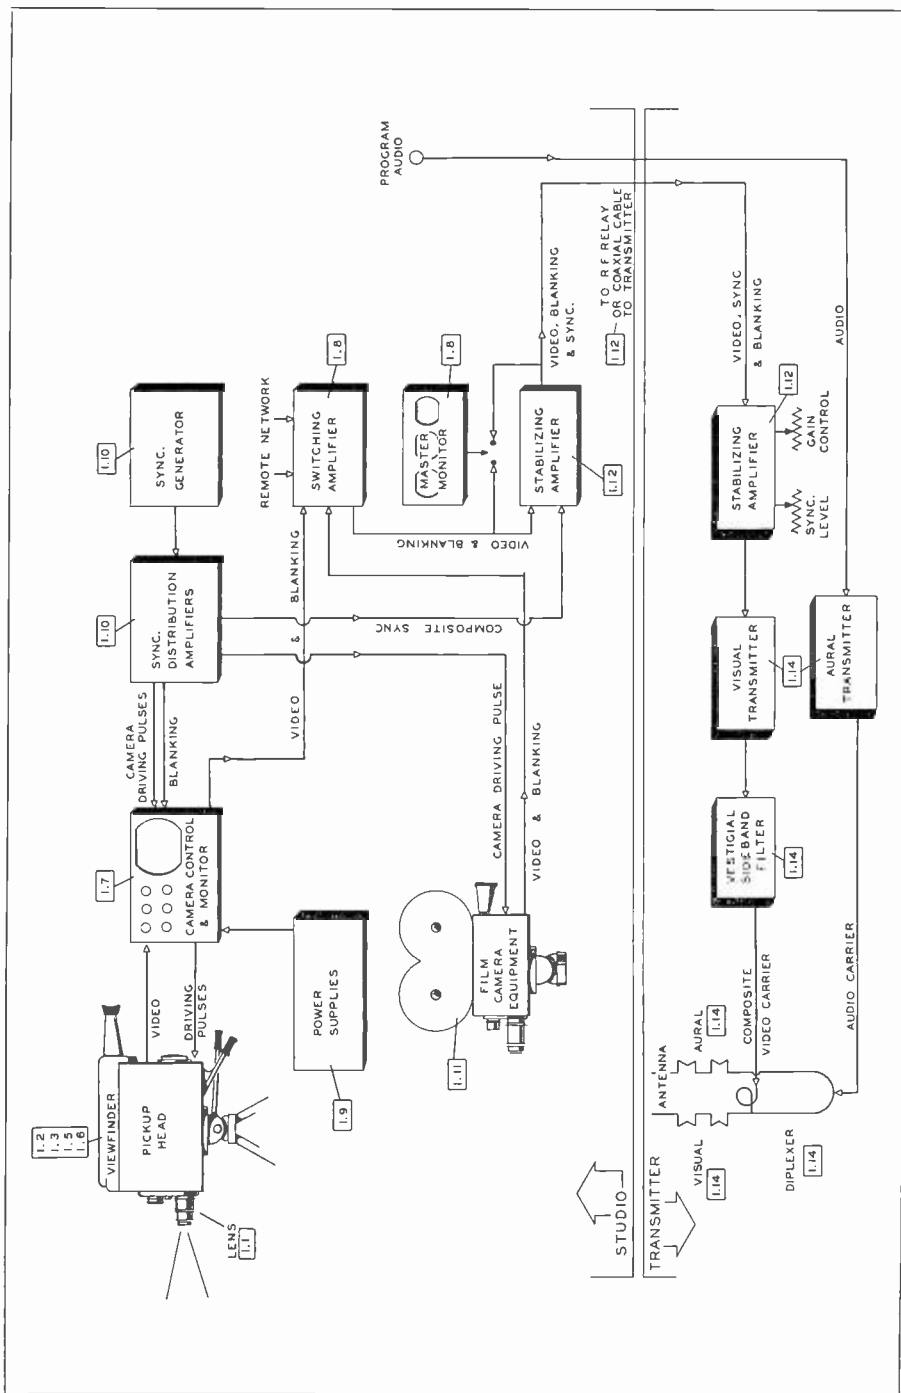 1.2
1.3
1.5
1.6
VIEWFINDER
PICKUP
HEAD
LENS
1.1
VIDEO
DRIVING
PULSES
1.7
CAMERA CONTROL
& MONITOR
CAMERA
DRIVING PULSES
BLANKING
1.10
SYNC.
DISTRIBUTION
AMPLIFIERS
1.10
SYNC.
GENERATOR
1.9
POWER
SUPPLIES
VIDEO & BLANKING
REMOTE NETWORK
SWITCHING
AMPLIFIER
1.8
COMPOSITE SYNC
VIDEO & BLANKING
MASTER
MONITOR
1.8
1.11
FILM
CAMERA
EQUIPMENT
CAMERA DRIVING PULSE
VIDEO & BLANKING
STABILIZING
AMPLIFIER
1.12
VIDEO, BLANKING
& SYNC.
PROGRAM
AUDIO
1.12
TO RF RELAY
OR COAXIAL CABLE
TO TRANSMITTER
STUDIO
TRANSMITTER
ANTENNA
VISUAL
1.14
AURAL
1.14
DIPLEXER
1.14
COMPOSITE
VIDEO CARRIER
AUDIO CARRIER
VESTIGIAL
SIDEBAND
FILTER
1.14
VISUAL
TRANSMITTER
1.14
AURAL
TRANSMITTER
STABILIZING
AMPLIFIER
1.12
SYNC.
LEVEL
GAIN
CONTROL
VIDEO, SYNC
& BLANKING
AUDIO